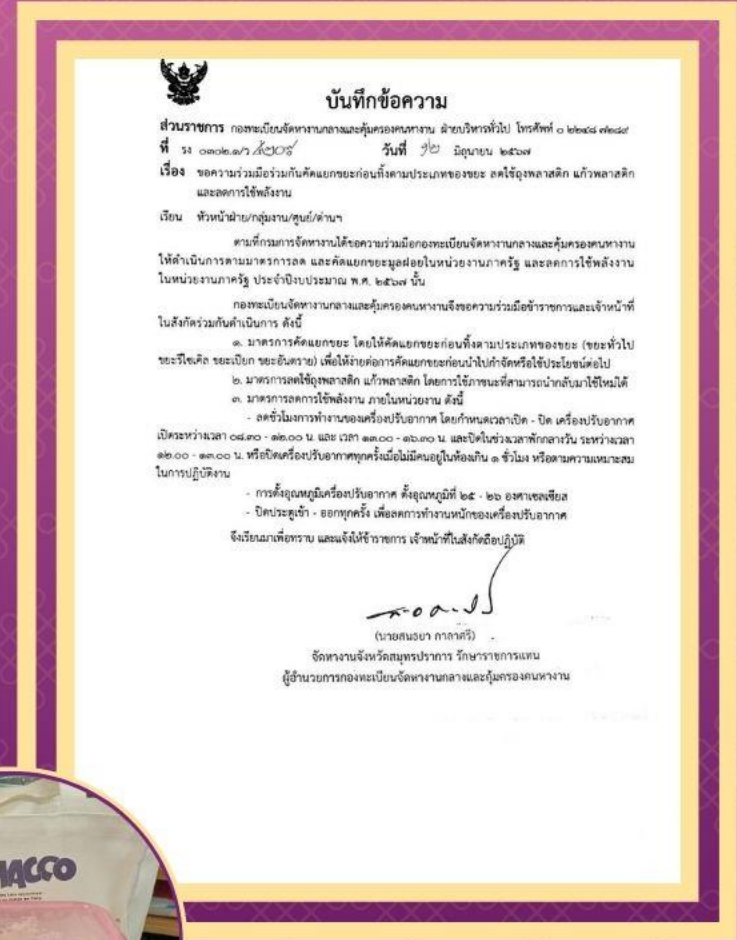 บันทึกข้อความ
ส่วนราชการ กองทะเบียนจัดหางานกลางและคุ้มครองคนหางาน ฝ่ายบริหารทั่วไป โทรศัพท์ ๐ ๒๒๔๘ ๗๒๘๙
ที่ รง ๐๓๐๒.๑/ว วันที่ ๑๒ มิถุนายน ๒๕๖๗
เรื่อง ขอความร่วมมือร่วมกันคัดแยกขยะก่อนทิ้งตามประเภทของขยะ ลดใช้ถุงพลาสติก แก้วพลาสติก
และลดการใช้พลังงาน
เรียน หัวหน้าฝ่าย/กลุ่มงาน/ศูนย์/ด่านฯ
ตามที่กรมการจัดหางานได้ขอความร่วมมือกองทะเบียนจัดหางานกลางและคุ้มครองคนหางาน
ให้ดำเนินการตามมาตรการลด และคัดแยกขยะมูลฝอยในหน่วยงานภาครัฐ และลดการใช้พลังงาน
ในหน่วยงานภาครัฐ ประจำปีงบประมาณ พ.ศ. ๒๕๖๗ นั้น
กองทะเบียนจัดหางานกลางและคุ้มครองคนหางานจึงขอความร่วมมือข้าราชการและเจ้าหน้าที่
ในสังกัดร่วมกันดำเนินการ ดังนี้
๑. มาตรการคัดแยกขยะ โดยให้คัดแยกขยะก่อนทิ้งตามประเภทของขยะ (ขยะทั่วไป
ขยะรีไซเคิล ขยะเปียก ขยะอันตราย) เพื่อให้ง่ายต่อการคัดแยกขยะก่อนนำไปกำจัดหรือใช้ประโยชน์ต่อไป
๒. มาตรการลดใช้ถุงพลาสติก แก้วพลาสติก โดยการใช้ภาชนะที่สามารถนำกลับมาใช้ใหม่ได้
๓. มาตรการลดการใช้พลังงาน ภายในหน่วยงาน ดังนี้
- ลดชั่วโมงการทำงานของเครื่องปรับอากาศ โดยกำหนดเวลาเปิด - ปิด เครื่องปรับอากาศ
เปิดระหว่างเวลา ๐๘.๓๐ - ๑๒.๐๐ น. และ เวลา ๑๓.๐๐ - ๑๖.๓๐ น. และปิดในช่วงเวลาพักกลางวัน ระหว่างเวลา
๑๒.๐๐ - ๑๓.๐๐ น. หรือปิดเครื่องปรับอากาศทุกครั้งเมื่อไม่มีคนอยู่ในห้องเกิน ๑ ชั่วโมง หรือตามความเหมาะสม
ในการปฏิบัติงาน
- การตั้งอุณหภูมิเครื่องปรับอากาศ ตั้งอุณหภูมิที่ ๒๕ - ๒๖ องศาเซลเซียส
- ปิดประตูเข้า - ออกทุกครั้ง เพื่อลดการทำงานหนักของเครื่องปรับอากาศ
จึงเรียนมาเพื่อทราบ และแจ้งให้ข้าราชการ เจ้าหน้าที่ในสังกัดถือปฏิบัติ
(นายสนธยา กาลาศรี)
จัดหางานจังหวัดสมุทรปราการ รักษาราชการแทน
ผู้อำนวยการกองทะเบียนจัดหางานกลางและคุ้มครองคนหางาน